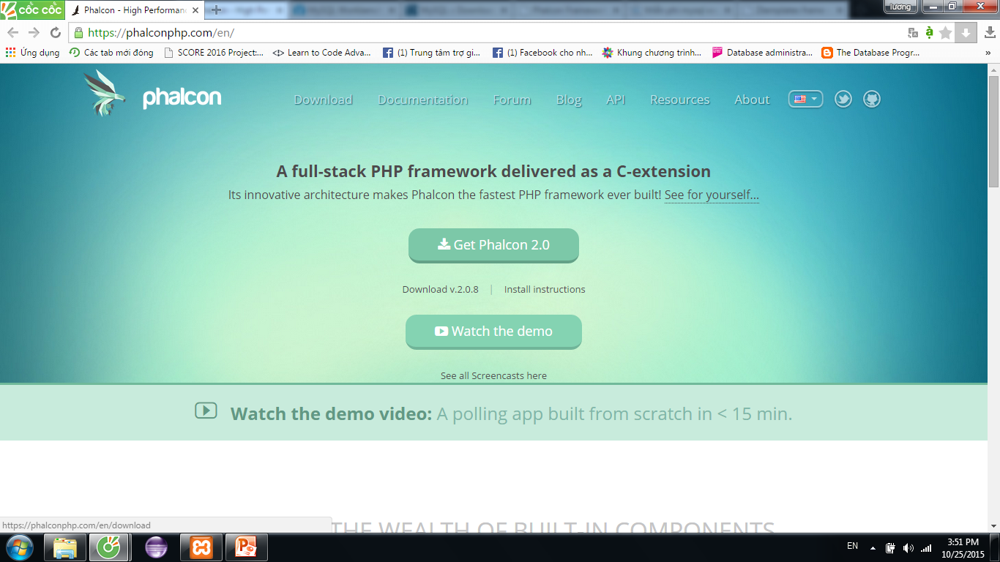 cốc cốc
Phalcon - High Performanc
lương
https://phalconphp.com/en/
Ứng dụng
Các tab mới đóng
SCORE 2016 Project:...
Learn to Code Adva...
(1) Trung tâm trợ gi...
(1) Facebook cho nh...
Khung chương trình...
Database administra...
The Database Progr...
»
phalcon
Download
Documentation
Forum
Blog
API
Resources
About
A full-stack PHP framework delivered as a C-extension
Its innovative architecture makes Phalcon the fastest PHP framework ever built! See for yourself...
Get Phalcon 2.0
Download v.2.0.8 | Install instructions
Watch the demo
See all Screencasts here
Watch the demo video: A polling app built from scratch in < 15 min.
THE WEALTH OF BUILT-IN COMPONENTS
https://phalconphp.com/en/download
EN
3:51 PM
10/25/2015